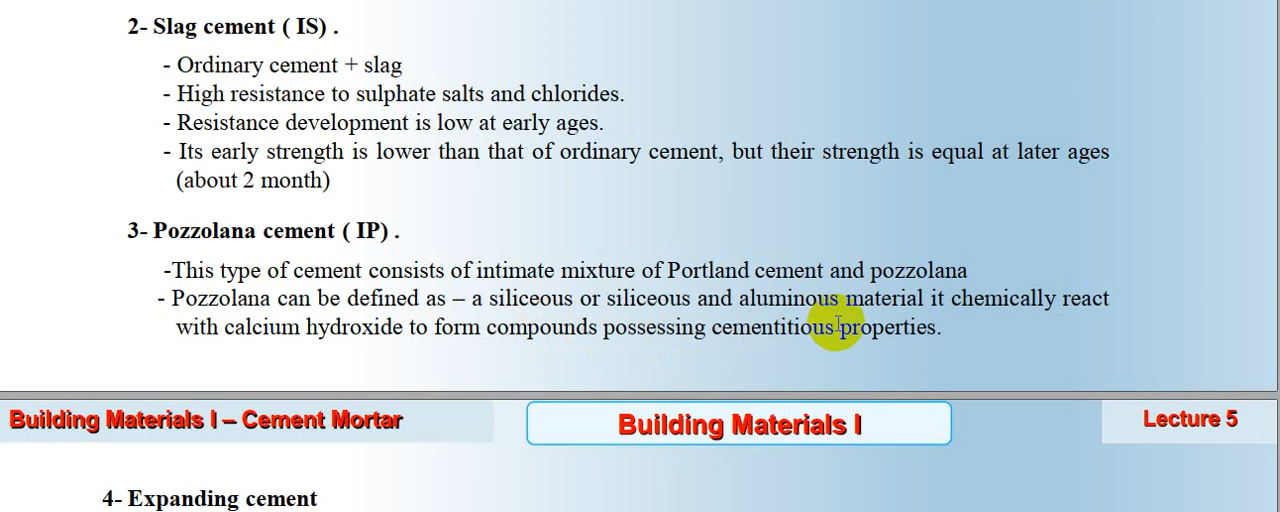 2- Slag cement ( IS) .
- Ordinary cement + slag
- High resistance to sulphate salts and chlorides.
- Resistance development is low at early ages.
- Its early strength is lower than that of ordinary cement, but their strength is equal at later ages
(about 2 month)
3- Pozzolana cement ( IP) .
-This type of cement consists of intimate mixture of Portland cement and pozzolana
- Pozzolana can be defined as – a siliceous or siliceous and aluminous material it chemically react
with calcium hydroxide to form compounds possessing cementitious properties.
Building Materials I – Cement Mortar
Building Materials I
Lecture 5
4- Expanding cement